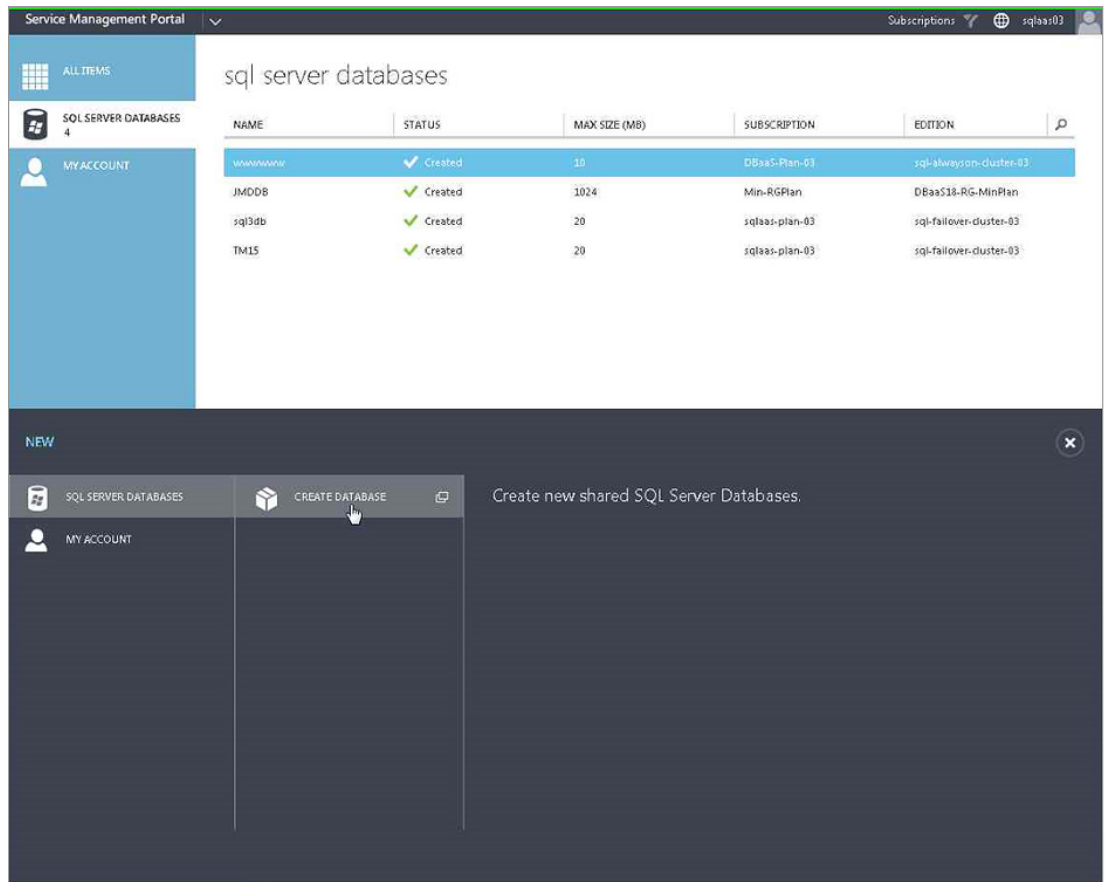 Service Management Portal Subscriptions sqlaas03
ALL ITEMS
sql server databases
SQL SERVER DATABASES
4
NAME STATUS MAX SIZE (MB) SUBSCRIPTION EDITION
MY ACCOUNT
Created 10 DBaaS-Plan-03 sql-alwayson-cluster-03
JMDDB Created 1024 Min-RGPlan DBaaS18-RG-MinPlan
sql3db Created 20 sqlaas-plan-03 sql-failover-cluster-03
TM15 Created 20 sqlaas-plan-03 sql-failover-cluster-03
NEW
SQL SERVER DATABASES CREATE DATABASE Create new shared SQL Server Databases.
MY ACCOUNT